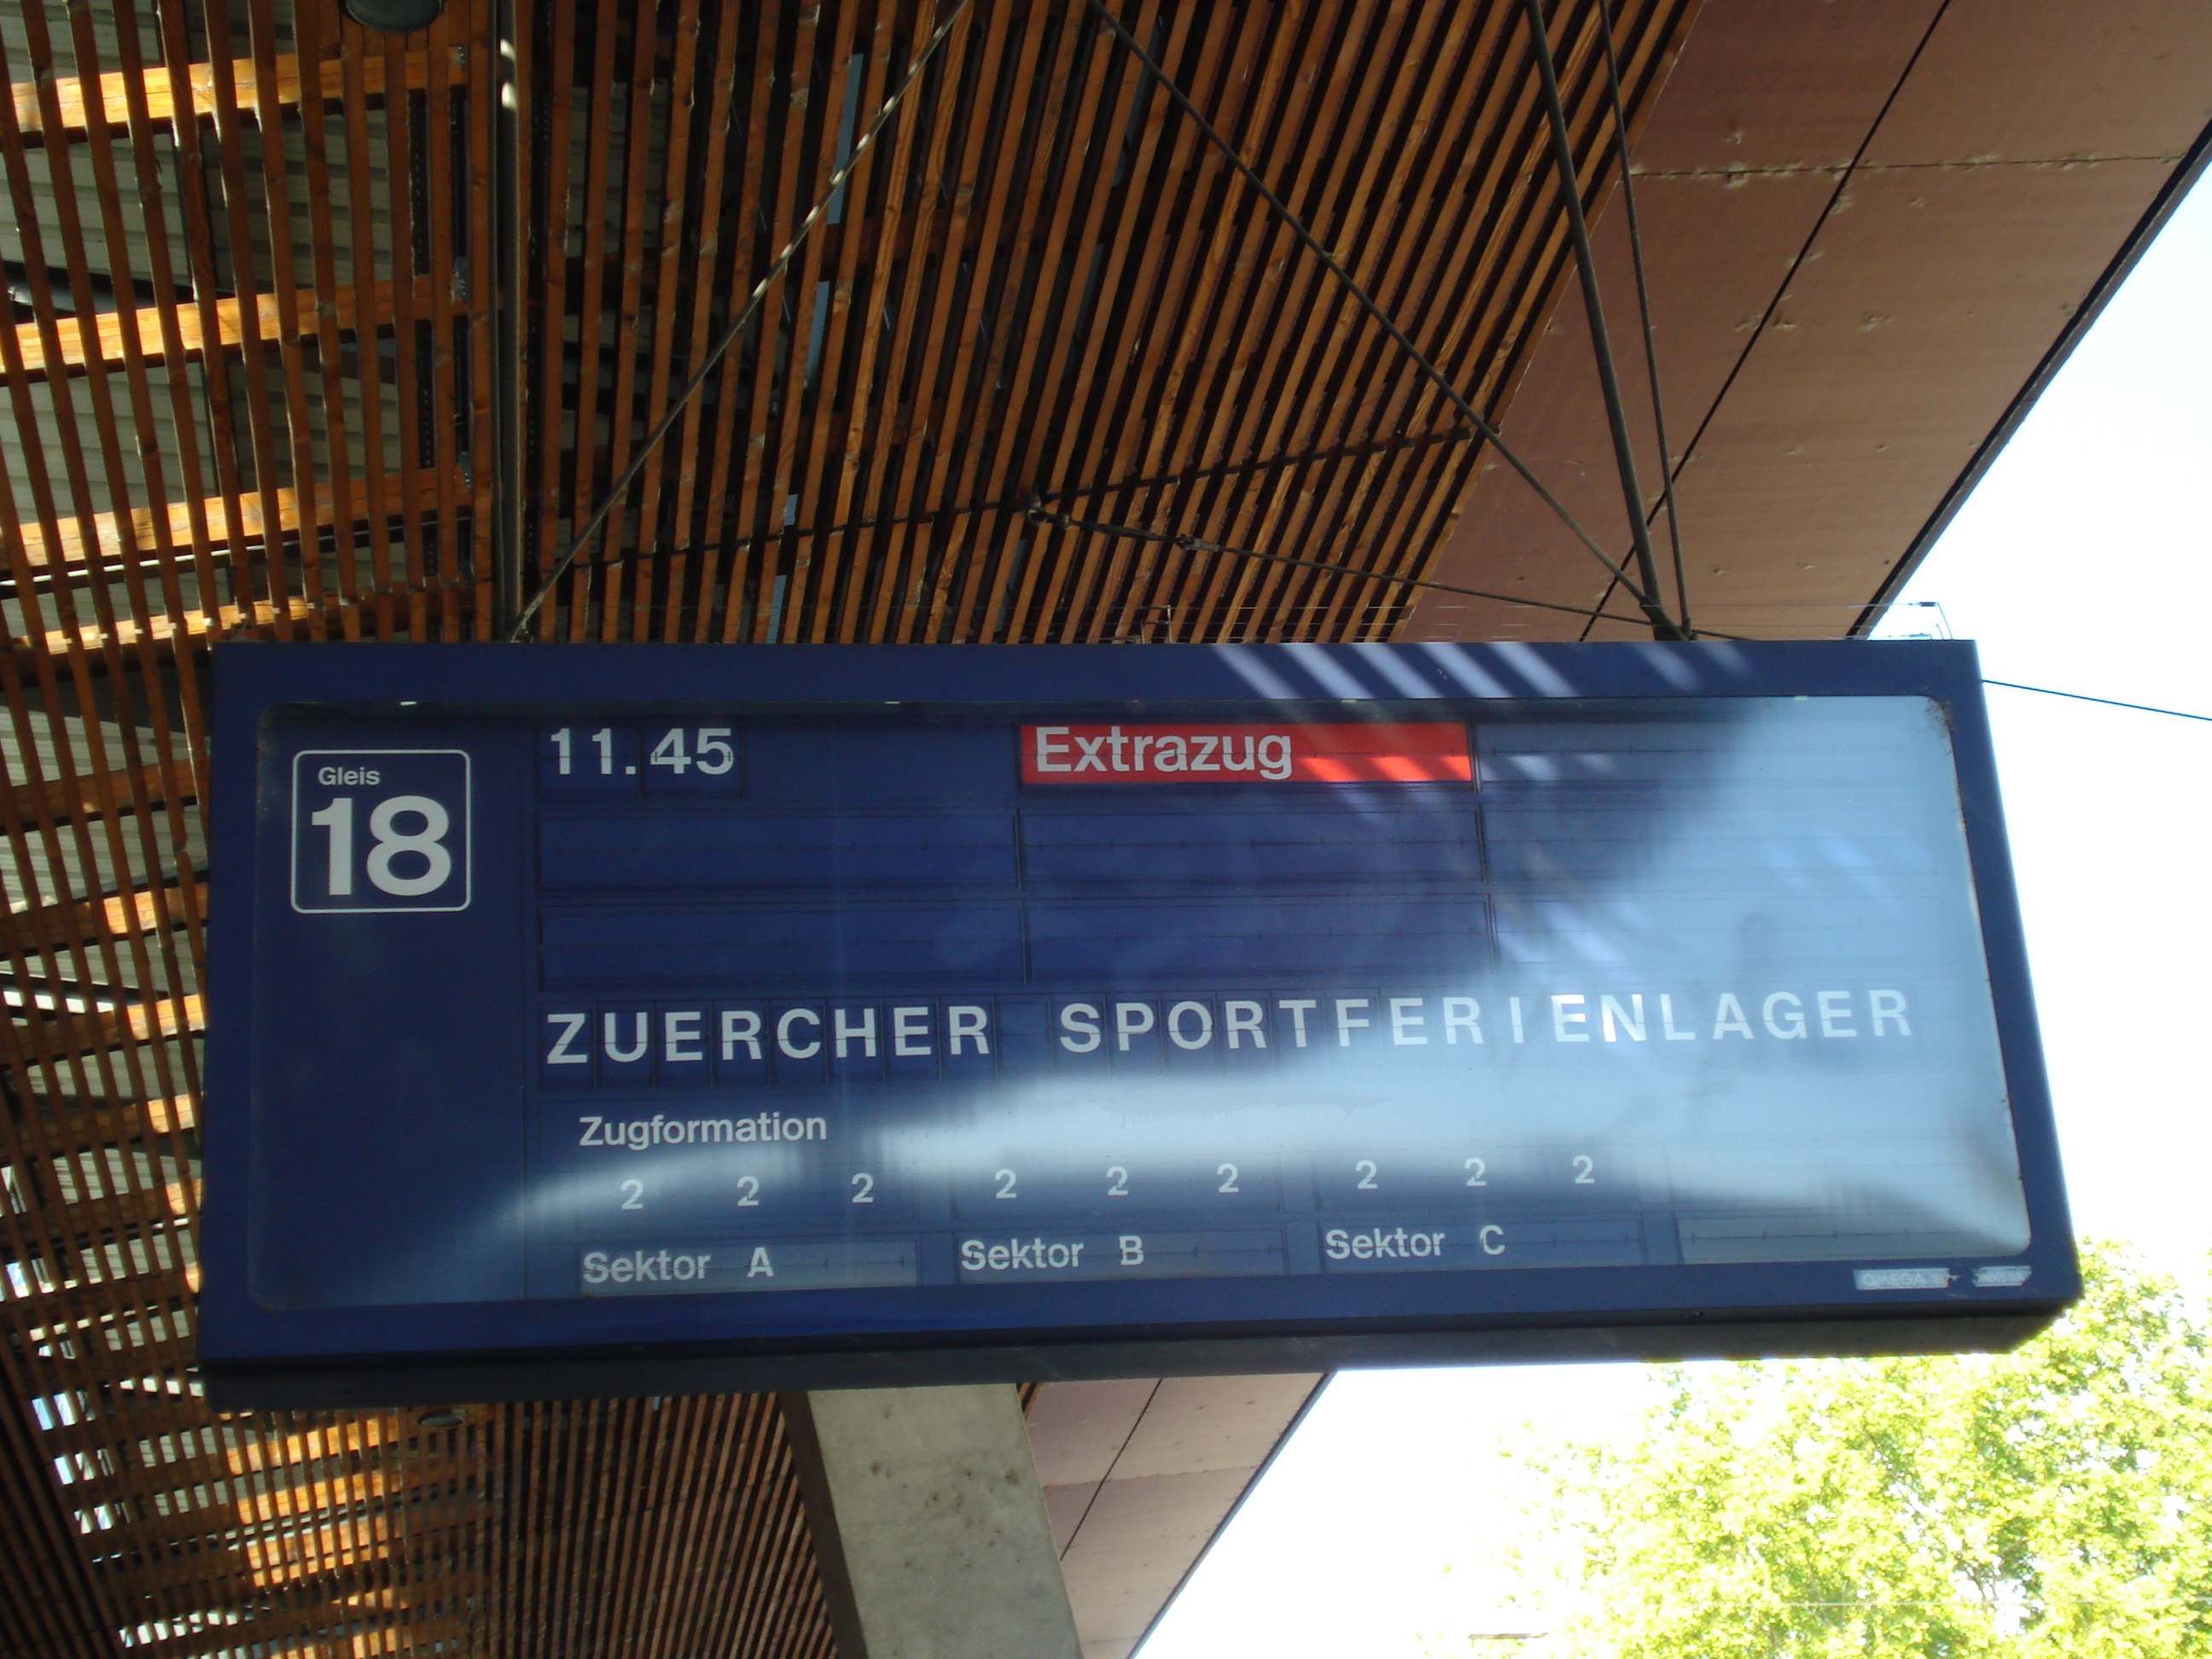 Gleis
18
11.45 Extrazug
ZUERCHER SPORTFERIENLAGER
Zugformation
2 2 2 2 2 2 2 2 2
Sektor A Sektor B Sektor C
OMEGA